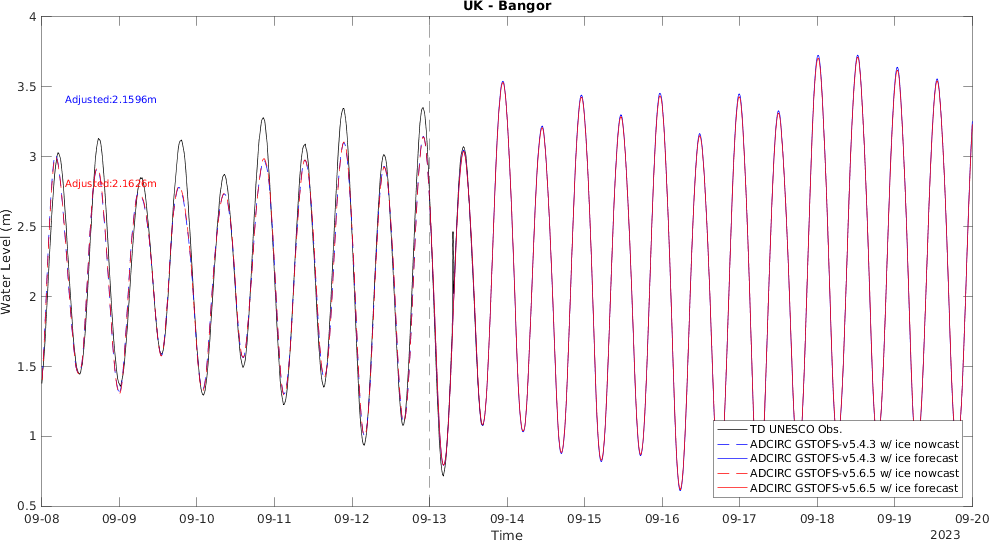 UK - Bangor
4
3.5
3
2.5
2
1.5
1
0.5
Water Level (m)
Adjusted:2.1596m
Adjusted:2.1626m
TD UNESCO Obs.
ADCIRC GSTOFS-v5.4.3 w/ ice nowcast
ADCIRC GSTOFS-v5.4.3 w/ ice forecast
ADCIRC GSTOFS-v5.6.5 w/ ice nowcast
ADCIRC GSTOFS-v5.6.5 w/ ice forecast
09-08 09-09 09-10 09-11 09-12 09-13 09-14 09-15 09-16 09-17 09-18 09-19 09-20
Time
2023